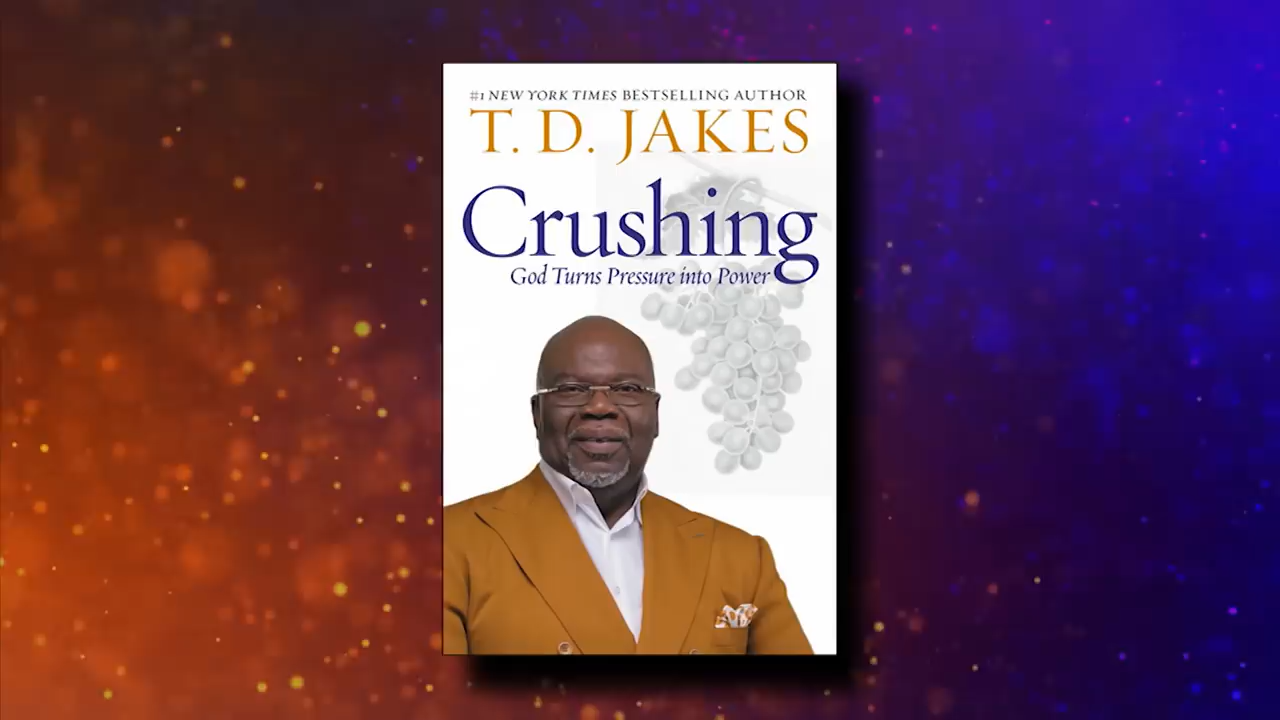 #1 NEW YORK TIMES BESTSELLING AUTHOR
T. D. JAKES
Crushing
God Turns Pressure into Power